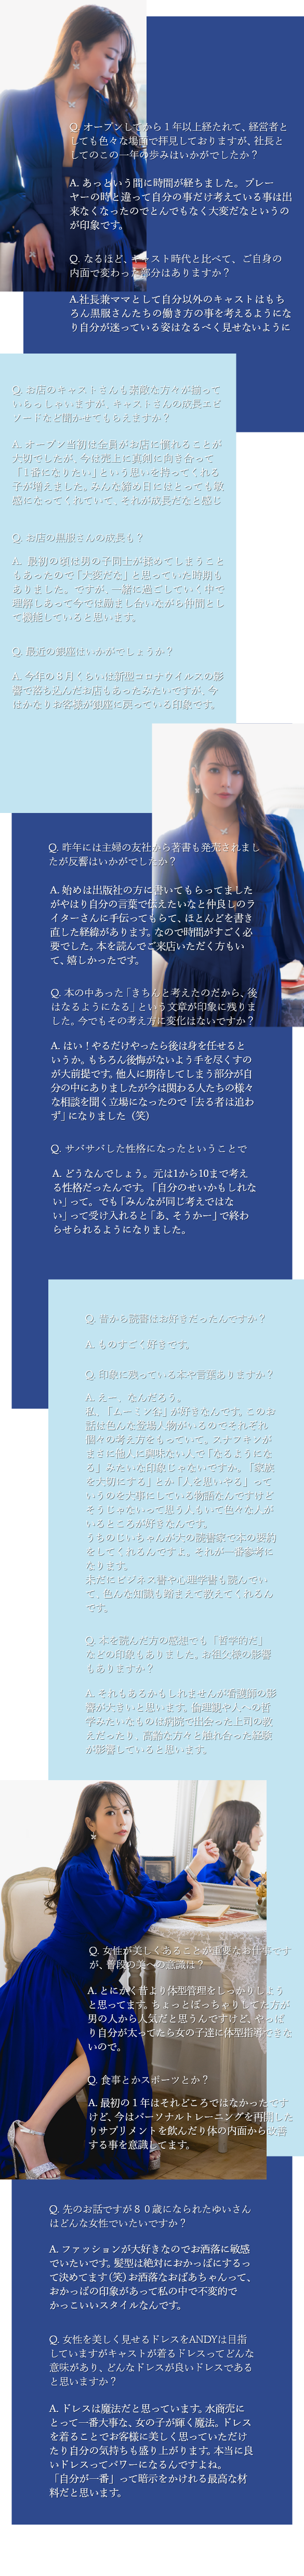 Q. オープンしてから１年以上経たれて、経営者と
しても色々な場面で拝見しておりますが、社長と
してのこの一年の歩みはいかがでしたか？
A. あっという間に時間が経ちました。プレー
ヤーの時と違って自分の事だけ考えている事は出
来なくなったのでとんでもなく大変だなというの
が印象です。
Q. なるほど、キャスト時代と比べて、ご自身の
内面で変わった部分はありますか？
A.社長兼ママとして自分以外のキャストはもち
ろん黒服さんたちの働き方の事を考えるようにな
り自分が迷っている姿はなるべく見せないように
Q. お店のキャストさんも素敵な方々が揃って
いらっしゃいますが、キャストさんの成長エピ
ソードなど聞かせてもらえますか？
A. オープン当初は全員がお店に慣れることが
大切でしたが、今は売上に真剣に向き合って
「１番になりたい」という思いを持ってくれる
子が増えました。みんな締め日にはとっても敏
感になってくれていて、それが成長だなと感じ
Q. お店の黒服さんの成長も？
A. 最初の頃は男の子同士が揉めてしまうこと
もあったので「大変だな」と思っていた時期も
ありました。ですが、一緒に過ごしていく中で
理解しあって今では励まし合いながら仲間とし
て機能していると思います。
Q. 最近の銀座はいかがでしょうか？
A. 今年の８月くらいは新型コロナウイルスの影
響で落ち込んだお店もあったみたいですが、今
はかなりお客様が銀座に戻っている印象です。
Q. 昨年には主婦の友社から著書も発売されまし
たが反響はいかがでしたか？
A. 始めは出版社の方に書いてもらってました
がやはり自分の言葉で伝えたいなと仲良しのラ
イターさんに手伝ってもらて、ほとんどを書き
直した経緯があります。なので時間がすごく必
要でした。本を読んでご来店いただく方もい
て、嬉しかったです。
Q. 本の中あった「きちんと考えたのだから、後
はなるようになる」という文章が印象に残りま
した。今でもその考え方に変化はないですか？
A. はい！やるだけやったら後は身を任せると
いうか。もちろん後悔がないよう手を尽くすの
が大前提です。他人に期待してしまう部分が自
分の中にありましたが今は関わる人たちの様々
な相談を聞く立場になったので「去る者は追わ
ず」になりました（笑）
Q. サバサバした性格になったということで
A. どうなんでしょう。元は1から10まで考え
る性格だったんです。「自分のせいかもしれな
い」って。でも「みんなが同じ考えではな
い」って受け入れると「あ、そうかー」で終わ
らせられるようになりました。
Q. 昔から読書はお好きだったんですか？
A. ものすごく好きです。
Q. 印象に残っている本や言葉ありますか？
A. えー、なんだろう。
私、「ムーミン谷」が好きなんです。このお
話は色んな登場人物がいるのでそれぞれ
個々の考え方をもっていて。スナフキンが
まさに他人に興味ない人で「なるようにな
る」みたいな印象じゃないですか。「家族
を大切にする」とか「人を思いやる」って
いうのを大事にしている物語なんですけど
そうじゃないって思う人もいて色々な人が
いるところが好きなんです。
うちのじいちゃんが大の読書家で本の要約
をしてくれるんですよ。それが一番参考に
なります。
未だにビジネス書や心理学書も読んでい
て、色んな知識も踏まえて教えてくれるん
です。
Q. 本を読んだ方の感想でも「哲学的だ」
などの印象もありました。お祖父様の影響
もありますか？
A. それもあるかもしれませんが看護師の影
響が大きいと思います。倫理観や人への哲
学みたいなものは病院で出会った上司の教
えだったり、高齢な方々と触れ合った経験
が影響していると思います。
Q. 女性が美しくあることが重要なお仕事です
が、普段の美への意識は？
A. とにかく昔より体型管理をしっかりしよう
と思ってます。ちょっとぽっちゃりしてた方が
男の人から人気だと思うんですけど、やっぱ
り自分が太ってたら女の子達に体型指導できな
いので。
Q. 食事とかスポーツとか？
A. 最初の１年はそれどころではなかったです
けど、今はパーソナルトレーニングを再開した
りサプリメントを飲んだり体の内面から改善
する事を意識してます。
Q. 先のお話ですが８０歳になられたゆいさん
はどんな女性でいたいですか？
A. ファッションが大好きなのでお洒落に敏感
でいたいです。髪型は絶対におかっぱにするっ
て決めてます（笑）お洒落なおばあちゃんって、
おかっぱの印象があって私の中で不変的で
かっこいいスタイルなんです。
Q. 女性を美しく見せるドレスをANDYは目指
していますがキャストが着るドレスってどんな
意味があり、どんなドレスが良いドレスである
と思いますか？
A. ドレスは魔法だと思っています。水商売に
とって一番大事な、女の子が輝く魔法。ドレス
を着ることでお客様に美しく思っていただけ
たり自分の気持ちも盛り上がります。本当に良
いドレスってパワーになるんですよね。
「自分が一番」って暗示をかけれる最高な材
料だと思います。